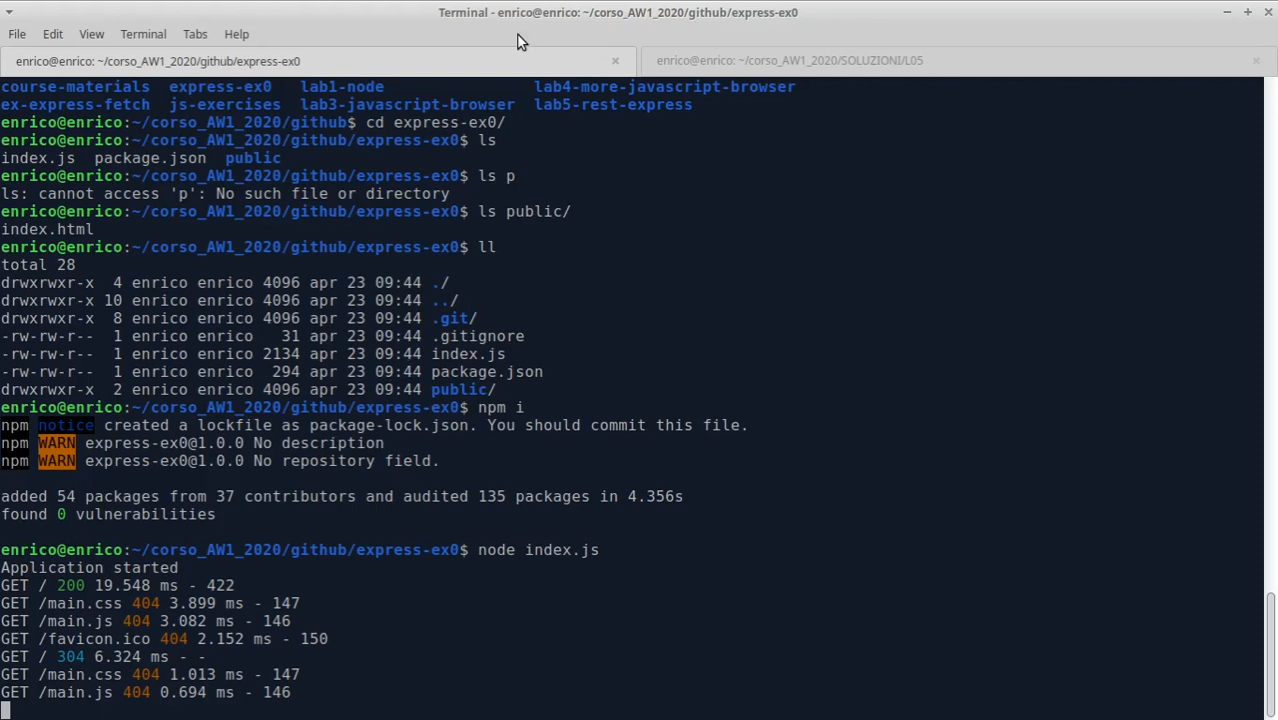 Terminal - enrico@enrico: ~/corso_AW1_2020/github/express-ex0
File Edit View Terminal Tabs Help
enrico@enrico: ~/corso_AW1_2020/github/express-ex0 enrico@enrico: ~/corso_AW1_2020/SOLUZIONI/L05
course-materials express-ex0 lab1-node lab4-more-javascript-browser
ex-express-fetch js-exercises lab3-javascript-browser lab5-rest-express
enrico@enrico:~/corso_AW1_2020/github$ cd express-ex0/
enrico@enrico:~/corso_AW1_2020/github/express-ex0$ ls
index.js package.json public
enrico@enrico:~/corso_AW1_2020/github/express-ex0$ ls p
ls: cannot access 'p': No such file or directory
enrico@enrico:~/corso_AW1_2020/github/express-ex0$ ls public/
index.html
enrico@enrico:~/corso_AW1_2020/github/express-ex0$ ll
total 28
drwxrwxr-x 4 enrico enrico 4096 apr 23 09:44 ./
drwxrwxr-x 10 enrico enrico 4096 apr 23 09:44 ../
drwxrwxr-x 8 enrico enrico 4096 apr 23 09:44 .git/
-rw-rw-r-- 1 enrico enrico 31 apr 23 09:44 .gitignore
-rw-rw-r-- 1 enrico enrico 2134 apr 23 09:44 index.js
-rw-rw-r-- 1 enrico enrico 294 apr 23 09:44 package.json
drwxrwxr-x 2 enrico enrico 4096 apr 23 09:44 public/
enrico@enrico:~/corso_AW1_2020/github/express-ex0$ npm i
npm notice created a lockfile as package-lock.json. You should commit this file.
npm WARN express-ex0@1.0.0 No description
npm WARN express-ex0@1.0.0 No repository field.
added 54 packages from 37 contributors and audited 135 packages in 4.356s
found 0 vulnerabilities
enrico@enrico:~/corso_AW1_2020/github/express-ex0$ node index.js
Application started
GET / 200 19.548 ms - 422
GET /main.css 404 3.899 ms - 147
GET /main.js 404 3.082 ms - 146
GET /favicon.ico 404 2.152 ms - 150
GET / 304 6.324 ms - -
GET /main.css 404 1.013 ms - 147
GET /main.js 404 0.694 ms - 146